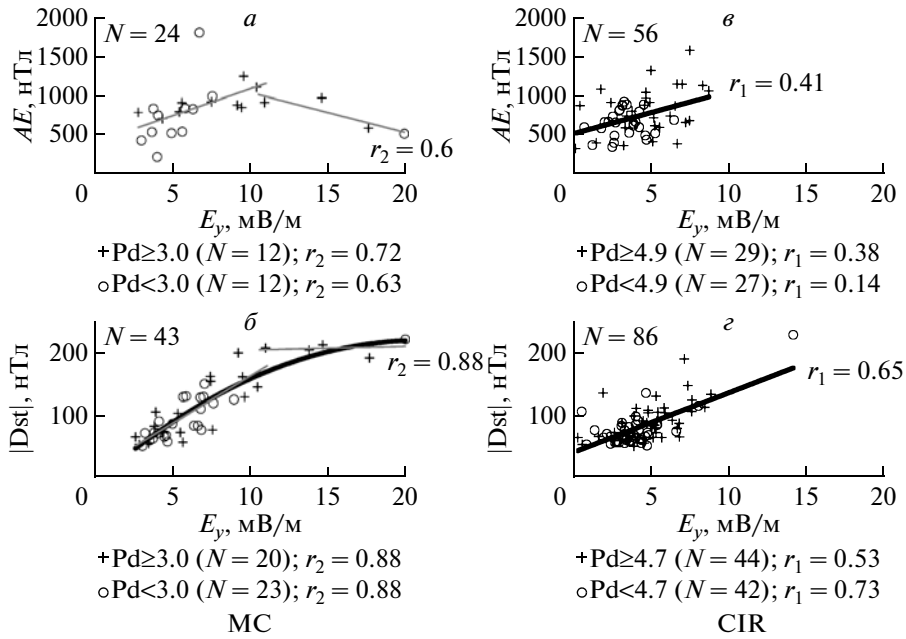 2000
N = 24
а
1500
1000
500
AE, нТл
r₂ = 0.6
0
5
10
15
20
E_y, мВ/м
+Pd≥3.0 (N = 12); r₂ = 0.72
○Pd<3.0 (N = 12); r₂ = 0.63
2000
N = 56
в
1500
1000
500
AE, нТл
r₁ = 0.41
0
5
10
15
20
E_y, мВ/м
+Pd≥4.9 (N = 29); r₁ = 0.38
○Pd<4.9 (N = 27); r₁ = 0.14
N = 43
б
200
100
|Dst|, нТл
r₂ = 0.88
0
5
10
15
20
E_y, мВ/м
+Pd≥3.0 (N = 20); r₂ = 0.88
○Pd<3.0 (N = 23); r₂ = 0.88
MC
N = 86
г
200
100
|Dst|, нТл
r₁ = 0.65
0
5
10
15
20
E_y, мВ/м
+Pd≥4.7 (N = 44); r₁ = 0.53
○Pd<4.7 (N = 42); r₁ = 0.73
CIR